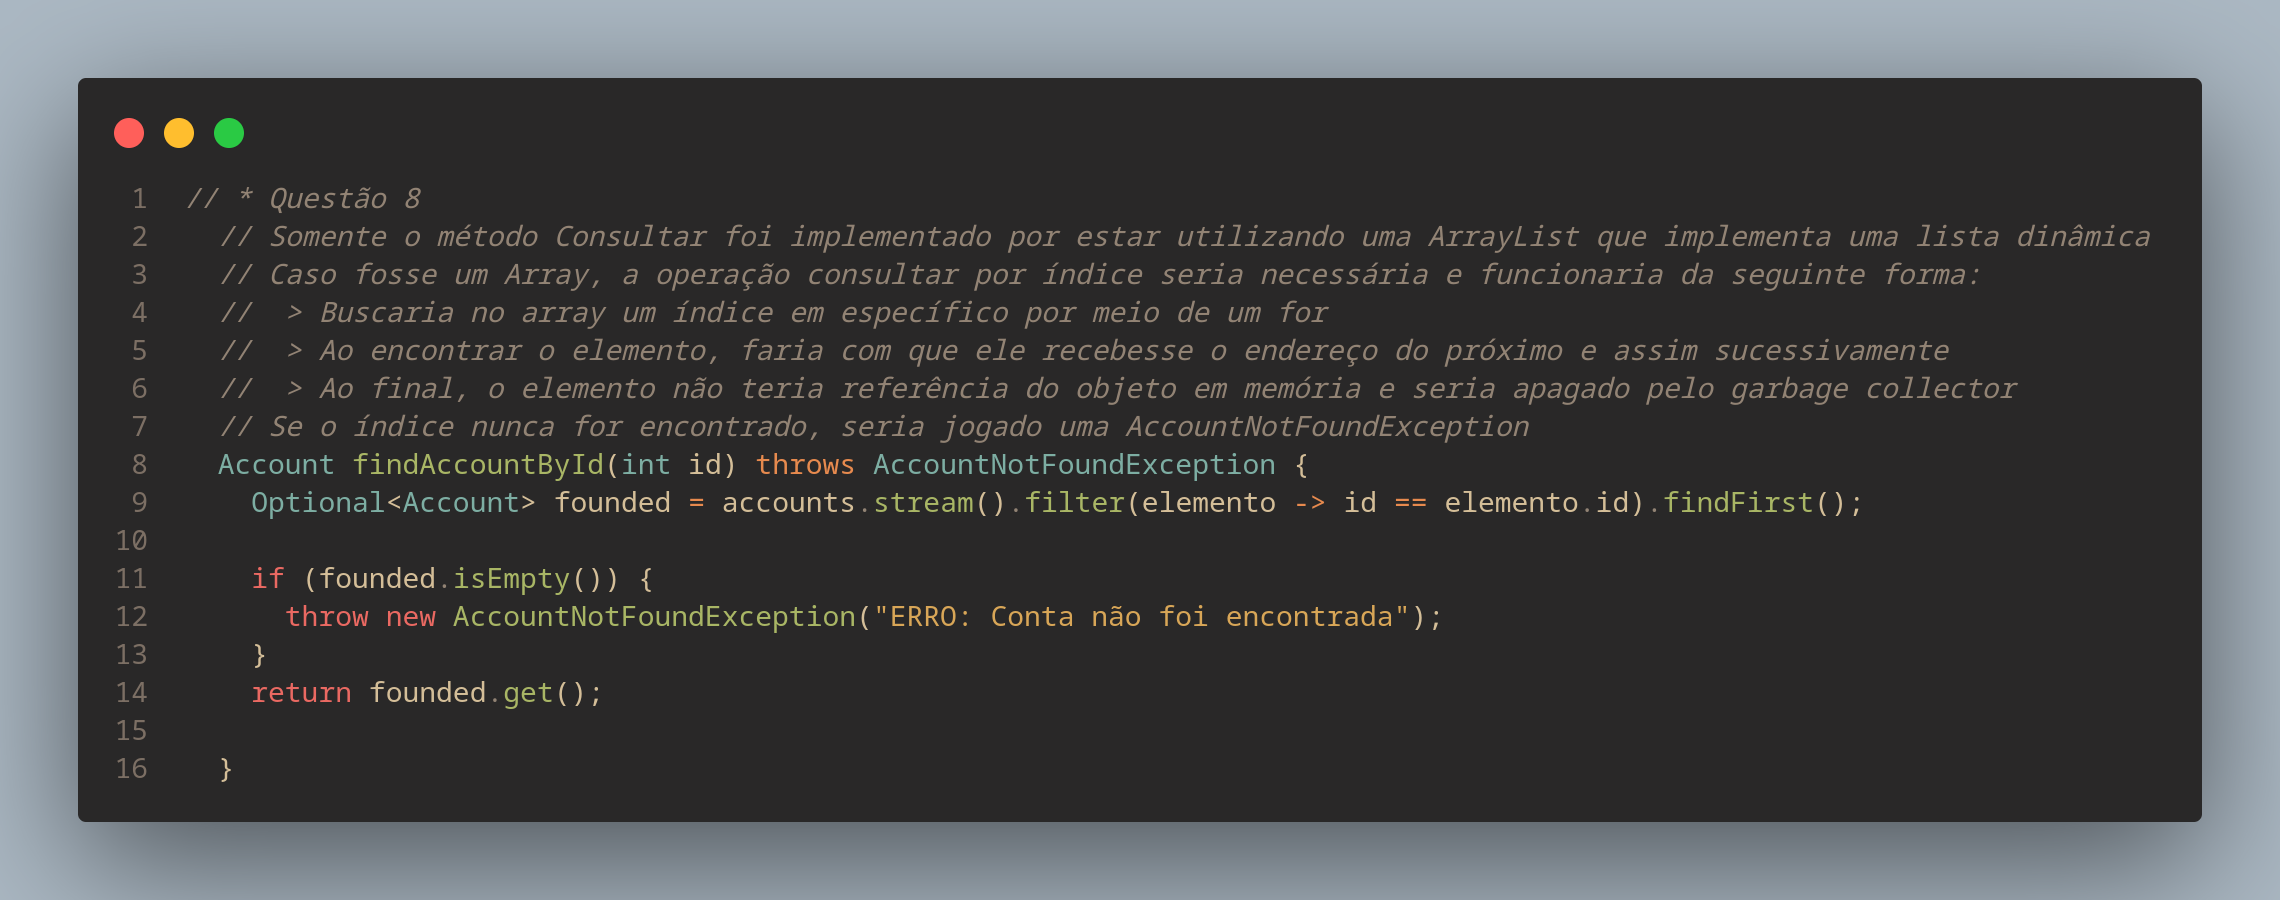 1 // * Questão 8
2 // Somente o método Consultar foi implementado por estar utilizando uma ArrayList que implementa uma lista dinâmica
3 // Caso fosse um Array, a operação consultar por índice seria necessária e funcionaria da seguinte forma:
4 //  > Buscaria no array um índice em específico por meio de um for
5 //  > Ao encontrar o elemento, faria com que ele recebesse o endereço do próximo e assim sucessivamente
6 //  > Ao final, o elemento não teria referência do objeto em memória e seria apagado pelo garbage collector
7 // Se o índice nunca for encontrado, seria jogado uma AccountNotFoundException
8 Account findAccountById(int id) throws AccountNotFoundException {
9 Optional<Account> founded = accounts.stream().filter(elemento -> id == elemento.id).findFirst();
10
11 if (founded.isEmpty()) {
12 throw new AccountNotFoundException("ERRO: Conta não foi encontrada");
13 }
14 return founded.get();
15
16 }